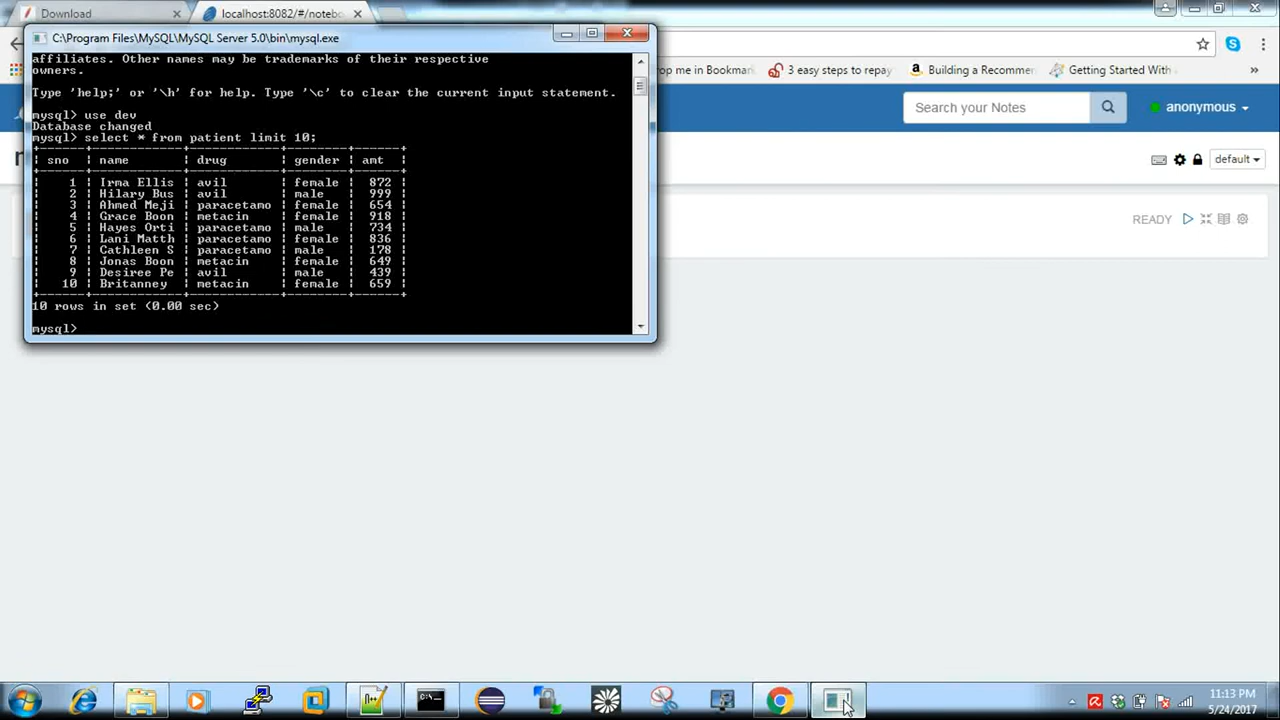 Download
localhost:8082/#/notebo
C:\Program Files\MySQL\MySQL Server 5.0\bin\mysql.exe
affiliates. Other names may be trademarks of their respective
owners.
Type 'help;' or '\h' for help. Type '\c' to clear the current input statement.
mysql> use dev
Database changed
mysql> select * from patient limit 10;
sno | name | drug | gender | amt
1 | Irma Ellis | avil | female | 872
2 | Hilary Bus | avil | male | 999
3 | Ahmed Meji | paracetamo | female | 654
4 | Grace Boon | metacin | female | 918
5 | Hayes Orti | paracetamo | male | 734
6 | Lani Matth | paracetamo | female | 836
7 | Cathleen S | paracetamo | male | 178
8 | Jonas Boon | metacin | female | 649
9 | Desiree Pe | avil | male | 439
10 | Britanney | metacin | female | 659
10 rows in set (0.00 sec)
mysql>
op me in Bookmar
3 easy steps to repay
Building a Recommer
Getting Started With
»
Search your Notes
anonymous
default
READY
11:13 PM
5/24/2017